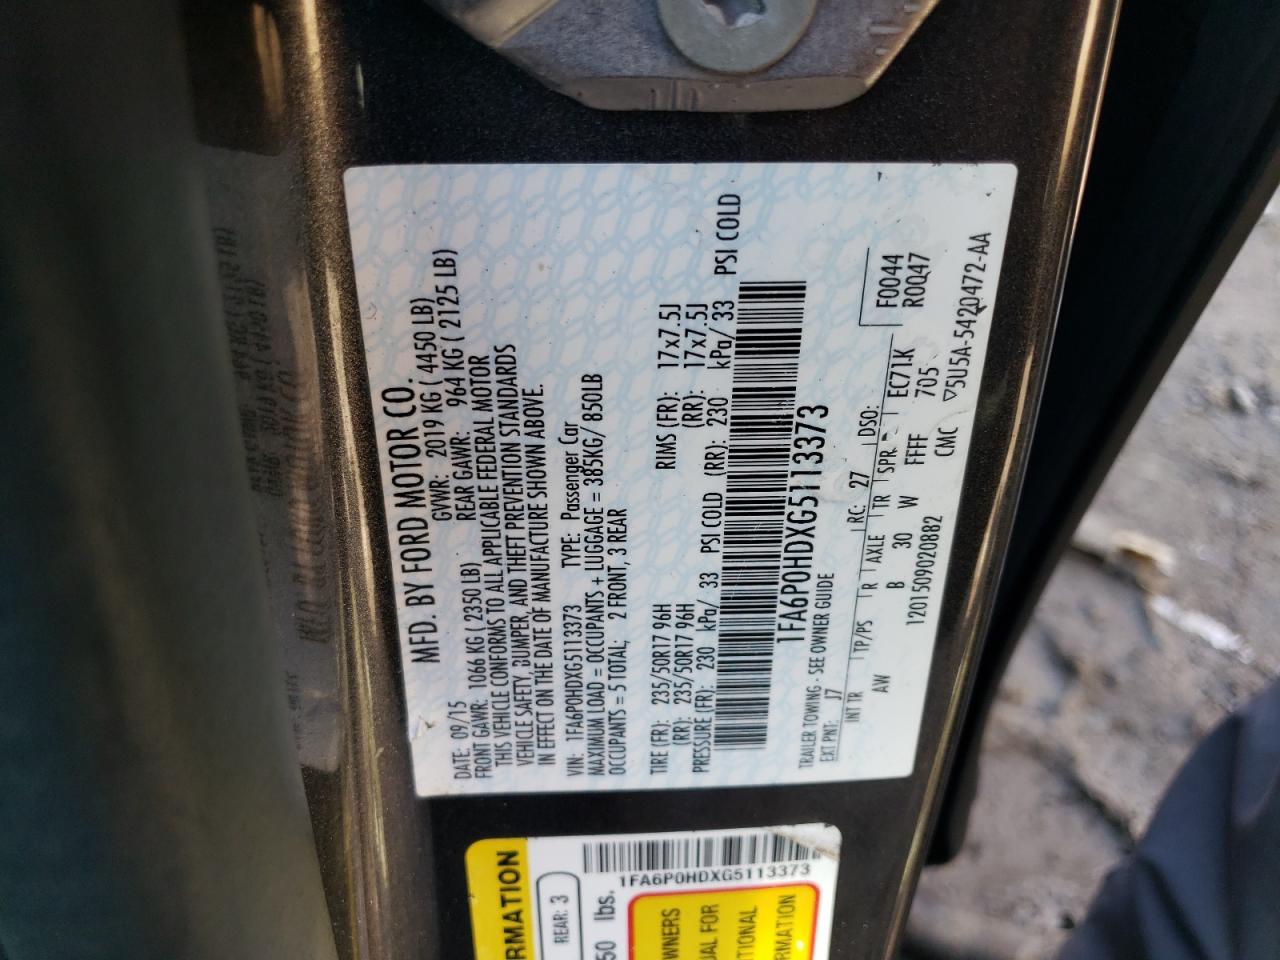 MFD. BY FORD MOTOR CO.
DATE: 09/15 GVWR: 2019 KG ( 4450 LB)
FRONT GAWR: 1066 KG ( 2350 LB) REAR GAWR: 964 KG ( 2125 LB)
THIS VEHICLE CONFORMS TO ALL APPLICABLE FEDERAL MOTOR
VEHICLE SAFETY, BUMPER, AND THEFT PREVENTION STANDARDS
IN EFFECT ON THE DATE OF MANUFACTURE SHOWN ABOVE.
VIN: 1FA6P0HDXG5113373 TYPE: Passenger Car
MAXIMUM LOAD = OCCUPANTS + LUGGAGE = 385KG/ 850LB
OCCUPANTS = 5 TOTAL; 2 FRONT, 3 REAR
TIRE (FR): 235/50R17 96H RIMS (FR): 17x7.5J
(RR): 235/50R17 96H (RR): 17x7.5J
PRESSURE (FR): 230 kPa/ 33 PSI COLD (RR): 230 kPa/ 33 PSI COLD
1FA6P0HDXG5113373
TRAILER TOWING - SEE OWNER GUIDE
EXT PNT: J7 RC: 27 DSO: F0044
INT TR TP/PS R AXLE TR SPR R0047
AW B 30 W FFFF EC71.K
705
1201509020882 CMC ▽5U5A-5420472-AA
RMATION
REAR: 3
50 lbs.
1FA6P0HDXG5113373
WNERS
UAL FOR
ITIONAL
RMATION